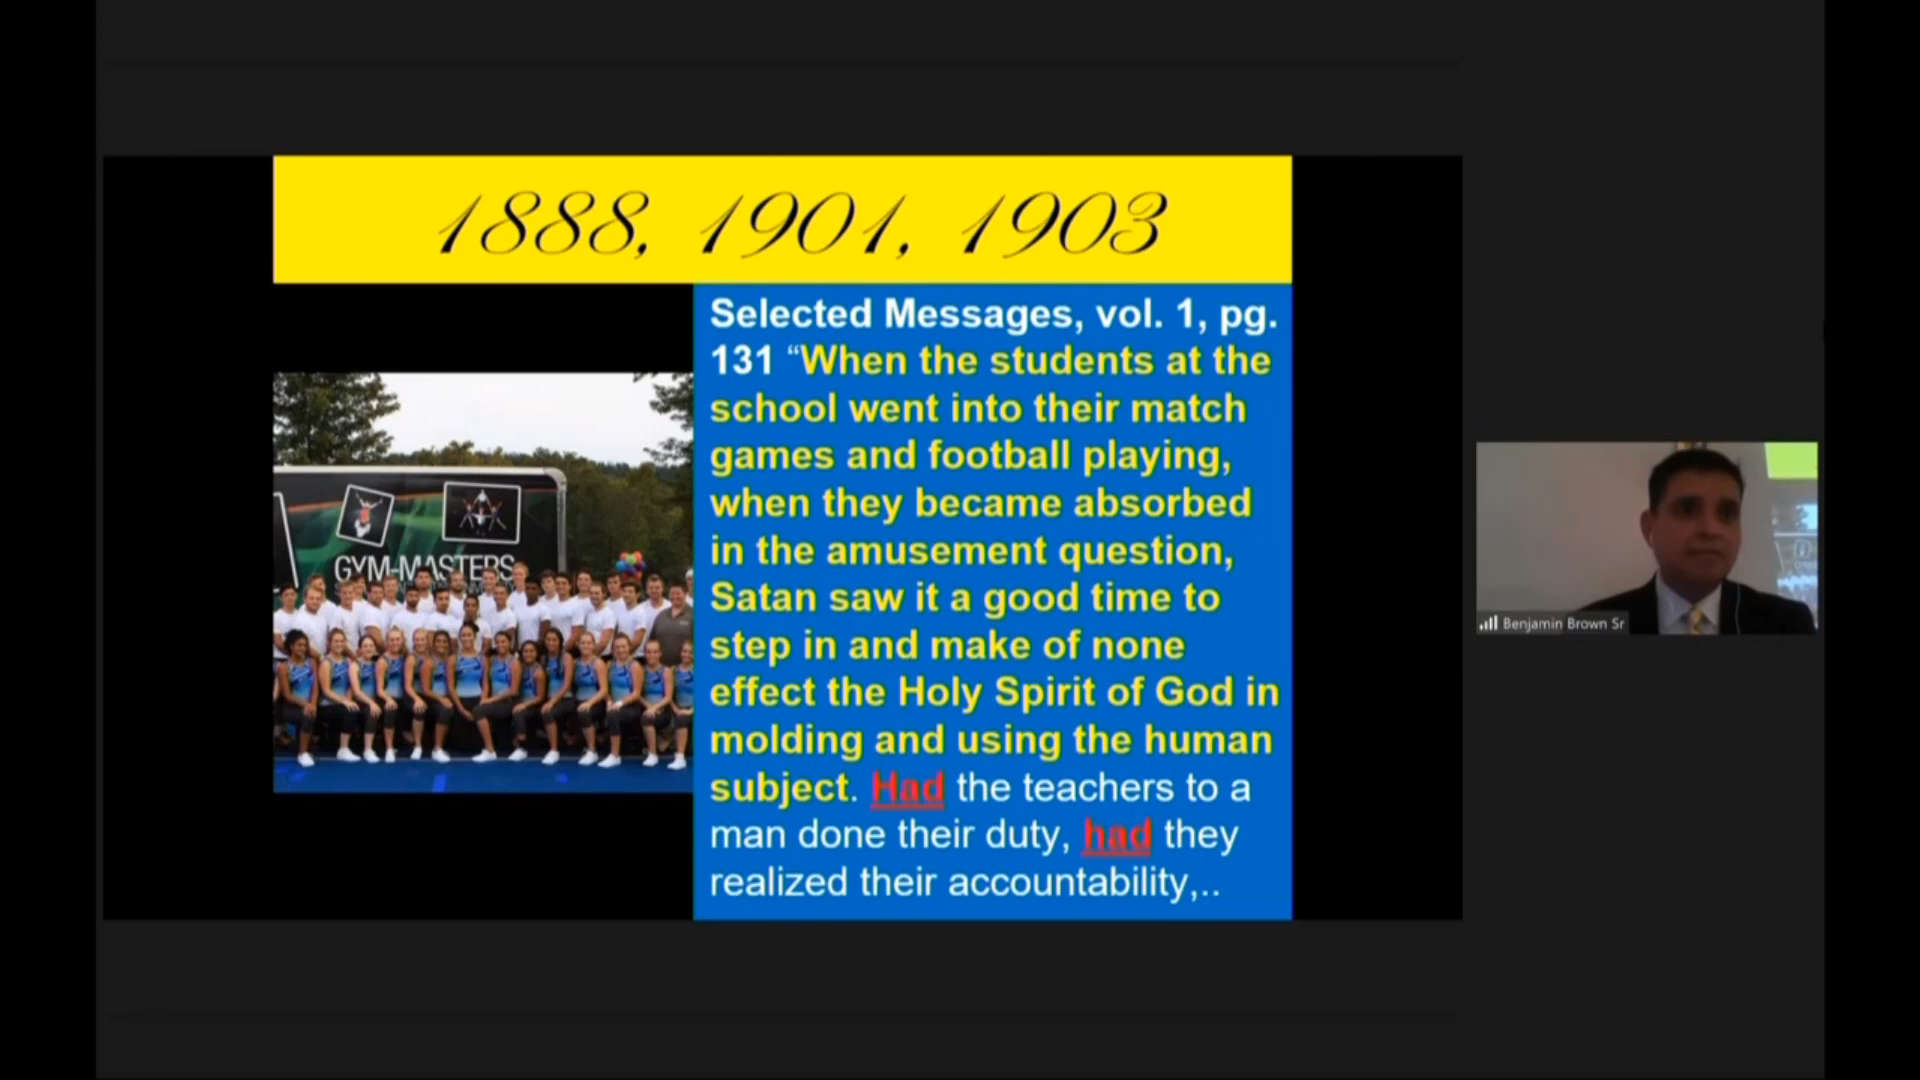 1888, 1901, 1903
Selected Messages, vol. 1, pg.
131 “When the students at the
school went into their match
games and football playing,
when they became absorbed
in the amusement question,
Satan saw it a good time to
step in and make of none
effect the Holy Spirit of God in
molding and using the human
subject. Had the teachers to a
man done their duty, had they
realized their accountability,..
GYM-MASTERS
Benjamin Brown Sr